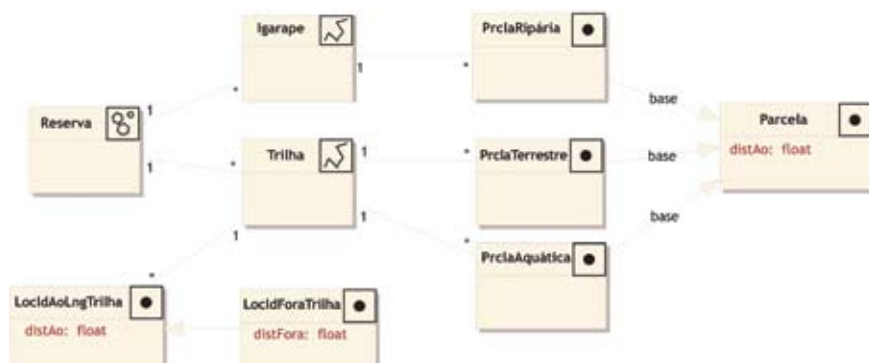 Igarape
PrclaRipária
1
*
1
*
base
Reserva
1
1
*
Trilha
1
*
PrclaTerrestre
base
Parcela
distAo: float
1
1
*
PrclaAquática
base
*
LocIdAoLngTrilha
distAo: float
LocIdForaTrilha
distFora: float